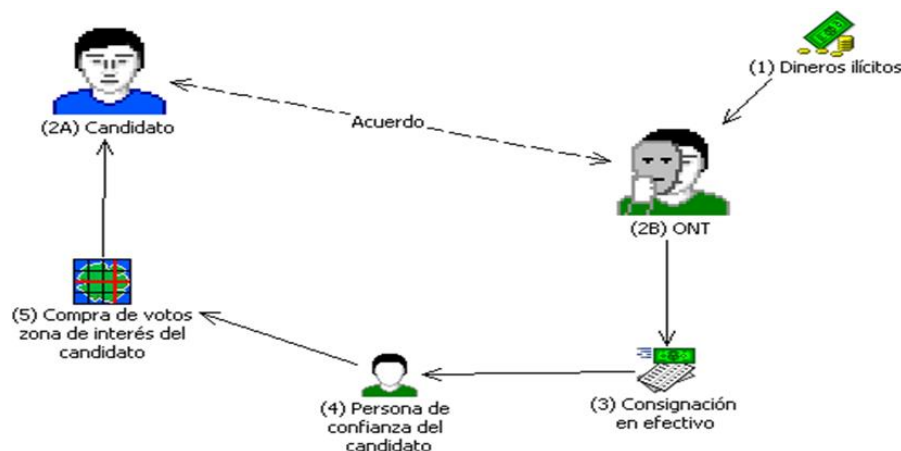 (1) Dineros ilícitos
(2A) Candidato
Acuerdo
(2B) ONT
(5) Compra de votos
zona de interés del
candidato
(4) Persona de
confianza del
candidato
(3) Consignación
en efectivo